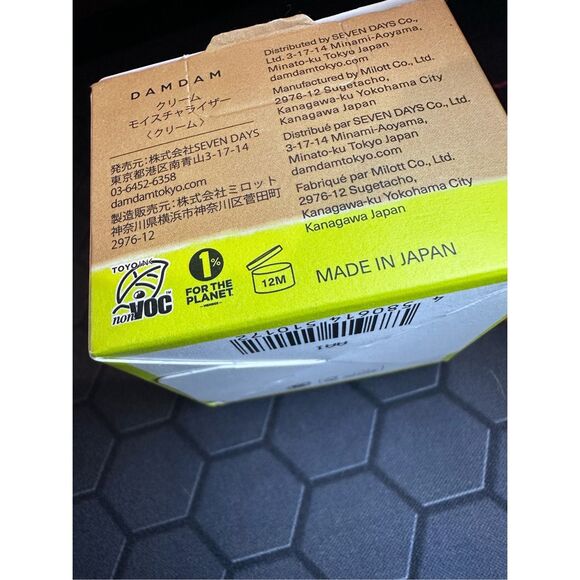 DAMDAM
クリーム
モイスチャライザー
〈クリーム〉
発売元：株式会社SEVEN DAYS
東京都港区南青山3-17-14
03-6452-6358
damdamtokyo.com
製造販売元：株式会社ミロット
神奈川県横浜市神奈川区菅田町
2976-12
Distributed by SEVEN DAYS Co.,
Ltd. 3-17-14 Minami-Aoyama,
Minato-ku Tokyo Japan
damdamtokyo.com
Manufactured by Milott Co., Ltd.
2976-12 Sugetacho,
Kanagawa-ku Yokohama City
Kanagawa Japan
Distribué par SEVEN DAYS Co.,
3-17-14 Minami-Aoyama,
Minato-ku Tokyo Japan
damdamtokyo.com
Fabriqué par Milott Co., Ltd.
2976-12 Sugetacho,
Kanagawa-ku Yokohama City
Kanagawa Japan
TOYO INK
nonVOC
1%
FOR THE
PLANET
MEMBER
12M
MADE IN JAPAN
AA1